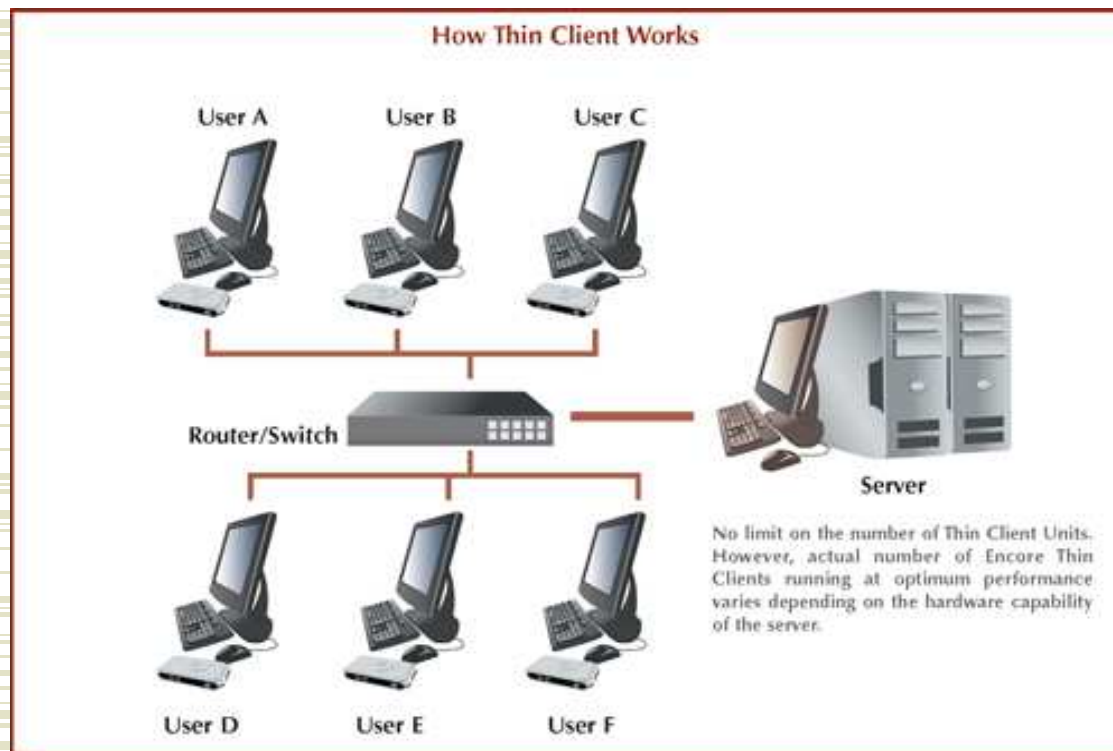 How Thin Client Works
User A
User B
User C
Router/Switch
Server
No limit on the number of Thin Client Units.
However, actual number of Encore Thin
Clients running at optimum performance
varies depending on the hardware capability
of the server.
User D
User E
User F